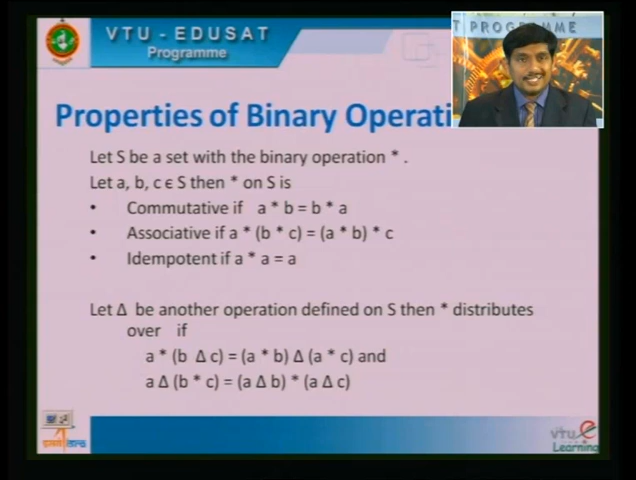 VTU - EDUSAT
Programme
T PROGRAMME
Properties of Binary Operati
Let S be a set with the binary operation * .
Let a, b, c ϵ S then * on S is
• Commutative if a * b = b * a
• Associative if a * (b * c) = (a * b) * c
• Idempotent if a * a = a
Let Δ be another operation defined on S then * distributes
over if
a * (b Δ c) = (a * b) Δ (a * c) and
a Δ (b * c) = (a Δ b) * (a Δ c)
VTU e
Learning